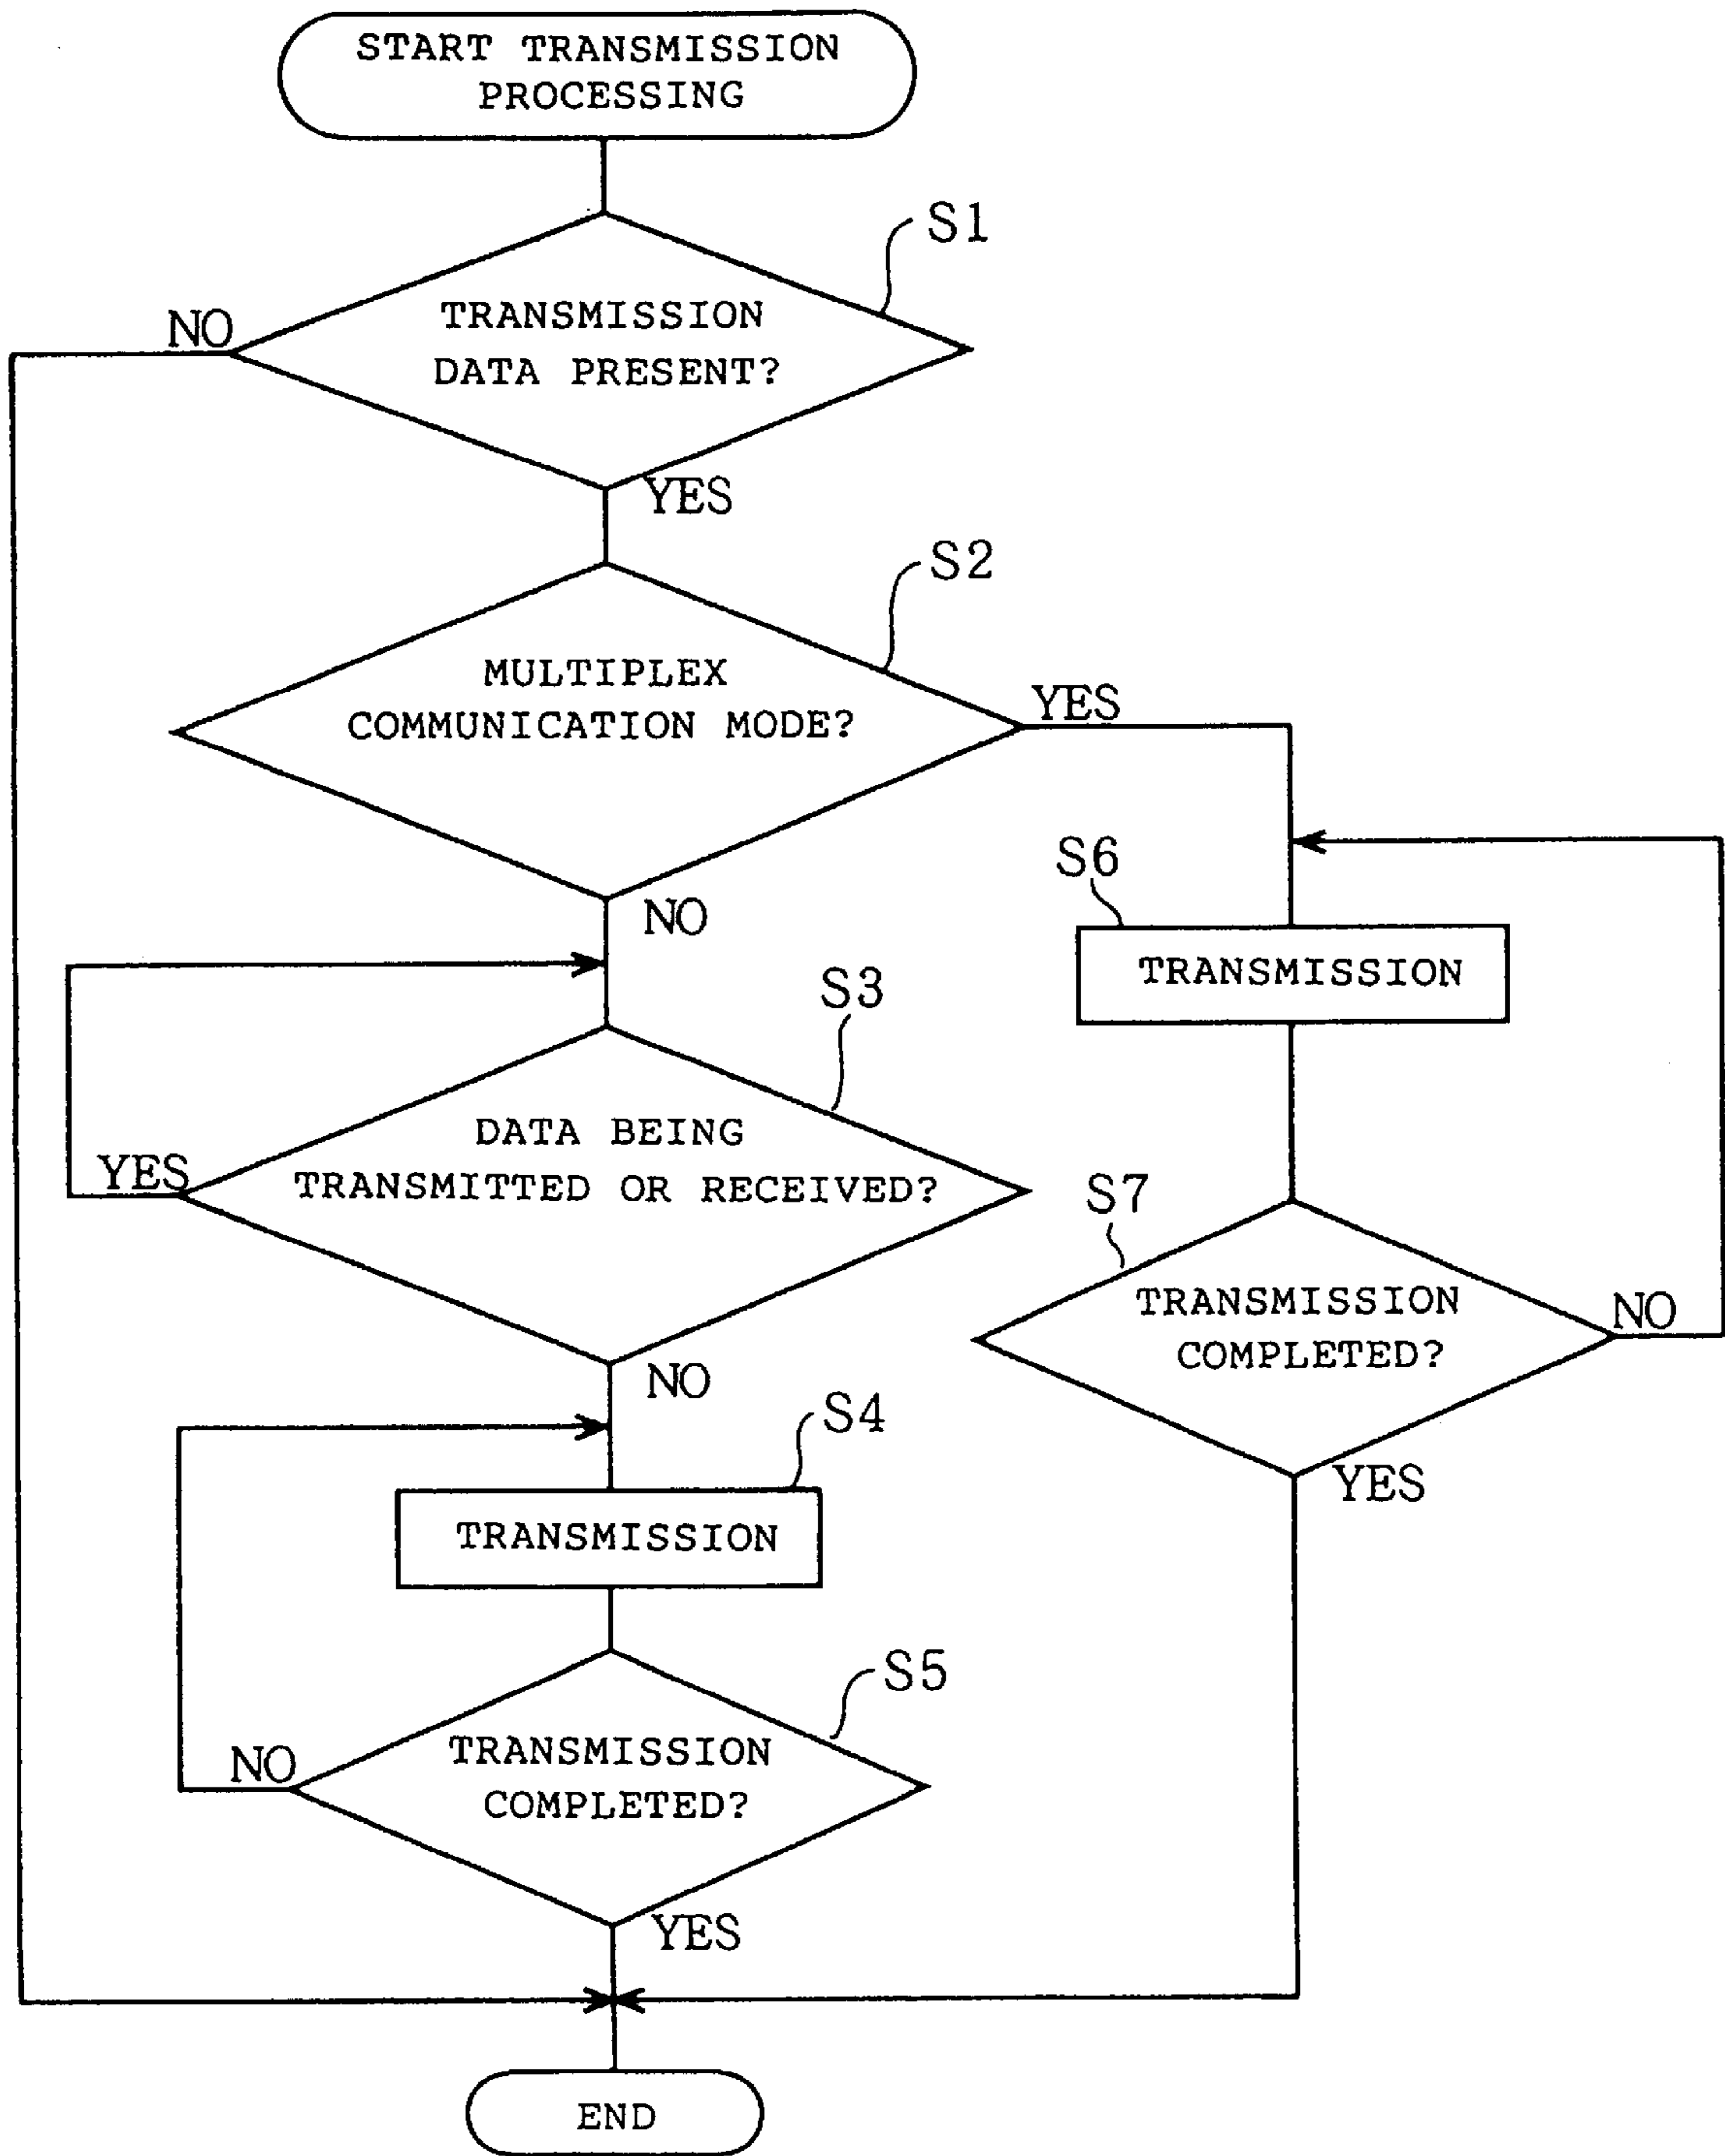 START TRANSMISSION
PROCESSING
S1
NO
TRANSMISSION
DATA PRESENT?
YES
S2
MULTIPLEX
COMMUNICATION MODE?
YES
NO
S6
TRANSMISSION
S3
DATA BEING
TRANSMITTED OR RECEIVED?
YES
NO
S7
TRANSMISSION
COMPLETED?
NO
YES
S4
TRANSMISSION
S5
TRANSMISSION
COMPLETED?
NO
YES
END